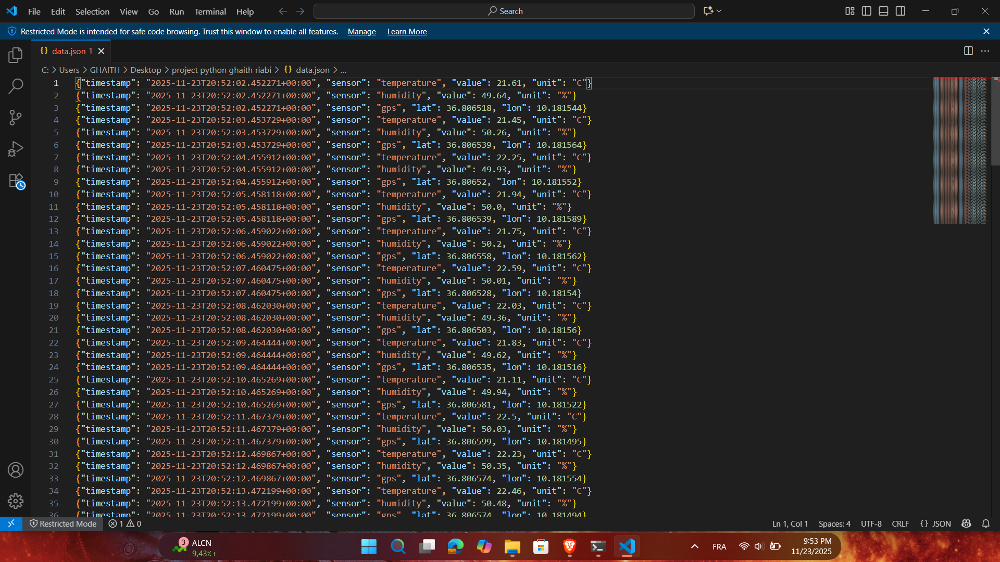 File Edit Selection View Go Run Terminal Help Search
Restricted Mode is intended for safe code browsing. Trust this window to enable all features. Manage Learn More
data.json 1
C: > Users > GHAITH > Desktop > project python ghaith riabi > {} data.json > ...
1 {"timestamp": "2025-11-23T20:52:02.452271+00:00", "sensor": "temperature", "value": 21.61, "unit": "C"}
2 {"timestamp": "2025-11-23T20:52:02.452271+00:00", "sensor": "humidity", "value": 49.64, "unit": "%"}
3 {"timestamp": "2025-11-23T20:52:02.452271+00:00", "sensor": "gps", "lat": 36.806518, "lon": 10.181544}
4 {"timestamp": "2025-11-23T20:52:03.453729+00:00", "sensor": "temperature", "value": 21.45, "unit": "C"}
5 {"timestamp": "2025-11-23T20:52:03.453729+00:00", "sensor": "humidity", "value": 50.26, "unit": "%"}
6 {"timestamp": "2025-11-23T20:52:03.453729+00:00", "sensor": "gps", "lat": 36.806539, "lon": 10.181564}
7 {"timestamp": "2025-11-23T20:52:04.455912+00:00", "sensor": "temperature", "value": 22.25, "unit": "C"}
8 {"timestamp": "2025-11-23T20:52:04.455912+00:00", "sensor": "humidity", "value": 49.93, "unit": "%"}
9 {"timestamp": "2025-11-23T20:52:04.455912+00:00", "sensor": "gps", "lat": 36.80652, "lon": 10.181552}
10 {"timestamp": "2025-11-23T20:52:05.458118+00:00", "sensor": "temperature", "value": 21.94, "unit": "C"}
11 {"timestamp": "2025-11-23T20:52:05.458118+00:00", "sensor": "humidity", "value": 50.0, "unit": "%"}
12 {"timestamp": "2025-11-23T20:52:05.458118+00:00", "sensor": "gps", "lat": 36.806539, "lon": 10.181589}
13 {"timestamp": "2025-11-23T20:52:06.459022+00:00", "sensor": "temperature", "value": 21.75, "unit": "C"}
14 {"timestamp": "2025-11-23T20:52:06.459022+00:00", "sensor": "humidity", "value": 50.2, "unit": "%"}
15 {"timestamp": "2025-11-23T20:52:06.459022+00:00", "sensor": "gps", "lat": 36.806558, "lon": 10.181562}
16 {"timestamp": "2025-11-23T20:52:07.460475+00:00", "sensor": "temperature", "value": 22.59, "unit": "C"}
17 {"timestamp": "2025-11-23T20:52:07.460475+00:00", "sensor": "humidity", "value": 50.01, "unit": "%"}
18 {"timestamp": "2025-11-23T20:52:07.460475+00:00", "sensor": "gps", "lat": 36.806528, "lon": 10.18154}
19 {"timestamp": "2025-11-23T20:52:08.462030+00:00", "sensor": "temperature", "value": 22.03, "unit": "C"}
20 {"timestamp": "2025-11-23T20:52:08.462030+00:00", "sensor": "humidity", "value": 49.36, "unit": "%"}
21 {"timestamp": "2025-11-23T20:52:08.462030+00:00", "sensor": "gps", "lat": 36.806503, "lon": 10.18156}
22 {"timestamp": "2025-11-23T20:52:09.464444+00:00", "sensor": "temperature", "value": 21.83, "unit": "C"}
23 {"timestamp": "2025-11-23T20:52:09.464444+00:00", "sensor": "humidity", "value": 49.62, "unit": "%"}
24 {"timestamp": "2025-11-23T20:52:09.464444+00:00", "sensor": "gps", "lat": 36.806535, "lon": 10.181516}
25 {"timestamp": "2025-11-23T20:52:10.465269+00:00", "sensor": "temperature", "value": 21.11, "unit": "C"}
26 {"timestamp": "2025-11-23T20:52:10.465269+00:00", "sensor": "humidity", "value": 49.94, "unit": "%"}
27 {"timestamp": "2025-11-23T20:52:10.465269+00:00", "sensor": "gps", "lat": 36.806581, "lon": 10.181522}
28 {"timestamp": "2025-11-23T20:52:11.467379+00:00", "sensor": "temperature", "value": 22.5, "unit": "C"}
29 {"timestamp": "2025-11-23T20:52:11.467379+00:00", "sensor": "humidity", "value": 50.03, "unit": "%"}
30 {"timestamp": "2025-11-23T20:52:11.467379+00:00", "sensor": "gps", "lat": 36.806599, "lon": 10.181495}
31 {"timestamp": "2025-11-23T20:52:12.469867+00:00", "sensor": "temperature", "value": 22.23, "unit": "C"}
32 {"timestamp": "2025-11-23T20:52:12.469867+00:00", "sensor": "humidity", "value": 50.35, "unit": "%"}
33 {"timestamp": "2025-11-23T20:52:12.469867+00:00", "sensor": "gps", "lat": 36.806574, "lon": 10.181554}
34 {"timestamp": "2025-11-23T20:52:13.472199+00:00", "sensor": "temperature", "value": 22.46, "unit": "C"}
35 {"timestamp": "2025-11-23T20:52:13.472199+00:00", "sensor": "humidity", "value": 50.48, "unit": "%"}
36 {"timestamp": "2025-11-23T20:52:13.472199+00:00", "sensor": "gps", "lat": 36.806574, "lon": 10.181494}
Restricted Mode 1 0 Ln 1, Col 1 Spaces: 4 UTF-8 CRLF {} JSON
3 ALCN
9,43٪+
FRA 9:53 PM
11/23/2025